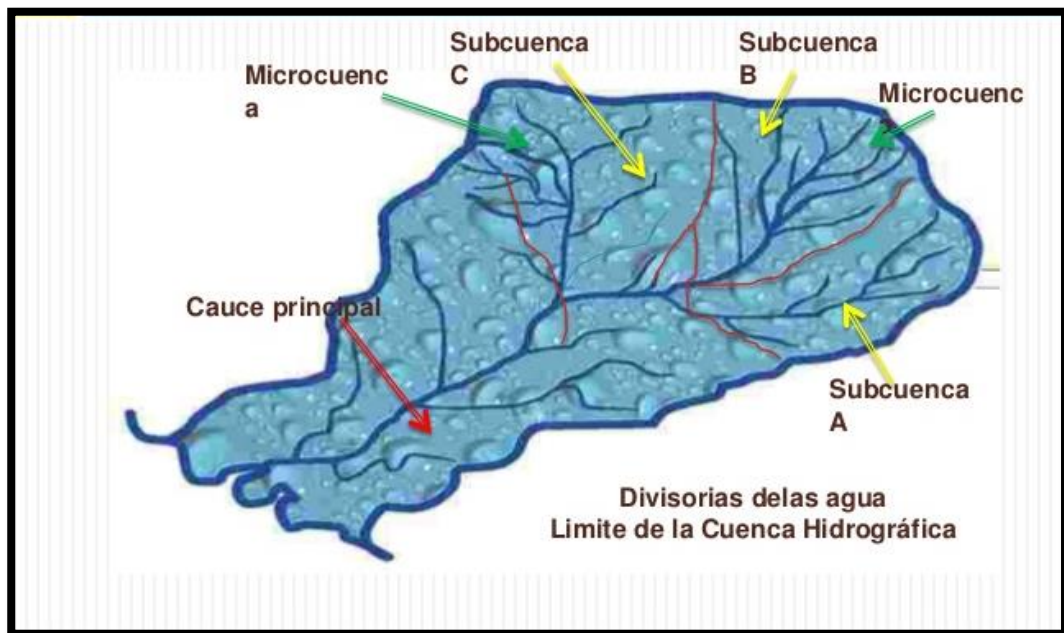 Subcuenca
C
Subcuenca
B
Microcuenc
a
Microcuenc
Cauce principal
Subcuenca
A
Divisorias delas agua
Limite de la Cuenca Hidrográfica